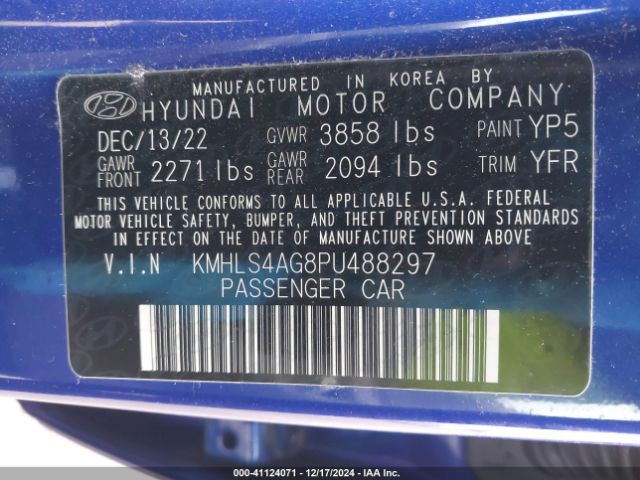 MANUFACTURED IN KOREA BY
HYUNDAI MOTOR COMPANY
DEC/13/22 GVWR 3858 lbs PAINT YP5
GAWR FRONT 2271 lbs GAWR REAR 2094 lbs TRIM YFR
THIS VEHICLE CONFORMS TO ALL APPLICABLE U.S.A. FEDERAL
MOTOR VEHICLE SAFETY, BUMPER, AND THEFT PREVENTION STANDARDS
IN EFFECT ON THE DATE OF MANUFACTURE SHOWN ABOVE.
V.I.N KMHLS4AG8PU488297
PASSENGER CAR
000-41124071 - 12/17/2024 - IAA Inc.